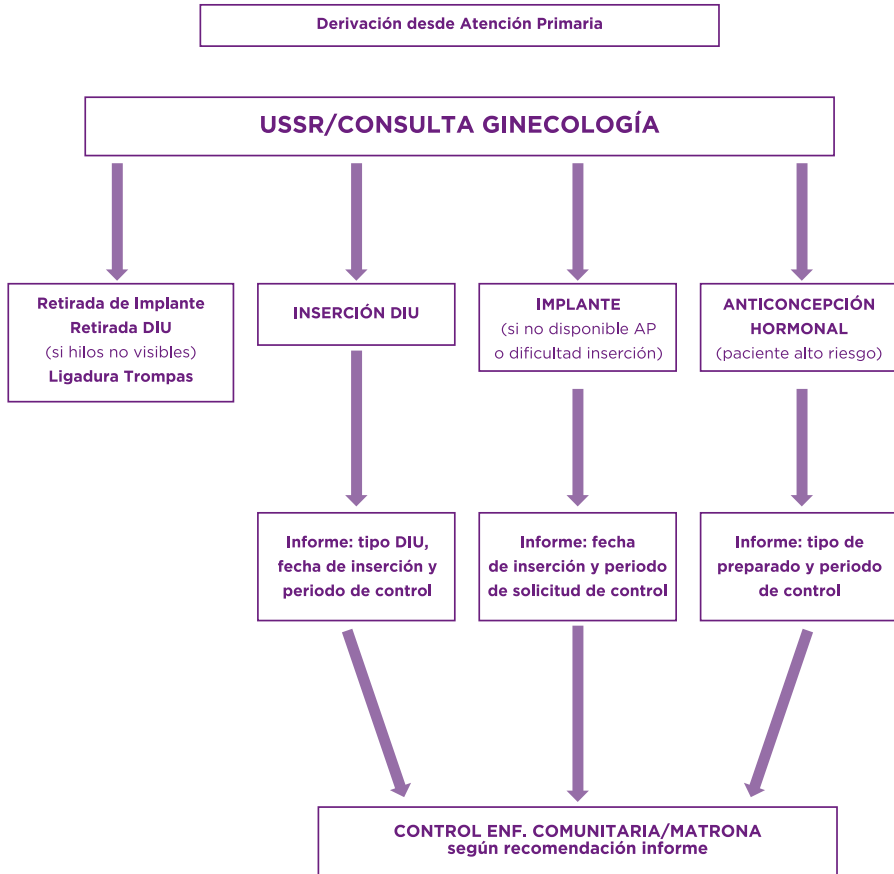 Derivación desde Atención Primaria
USSR/CONSULTA GINECOLOGÍA
Retirada de Implante
Retirada DIU
(si hilos no visibles)
Ligadura Trompas
INSERCIÓN DIU
IMPLANTE
(si no disponible AP
o dificultad inserción)
ANTICONCEPCIÓN
HORMONAL
(paciente alto riesgo)
Informe: tipo DIU,
fecha de inserción y
periodo de control
Informe: fecha
de inserción y periodo
de solicitud de control
Informe: tipo de
preparado y periodo
de control
CONTROL ENF. COMUNITARIA/MATRONA
según recomendación informe